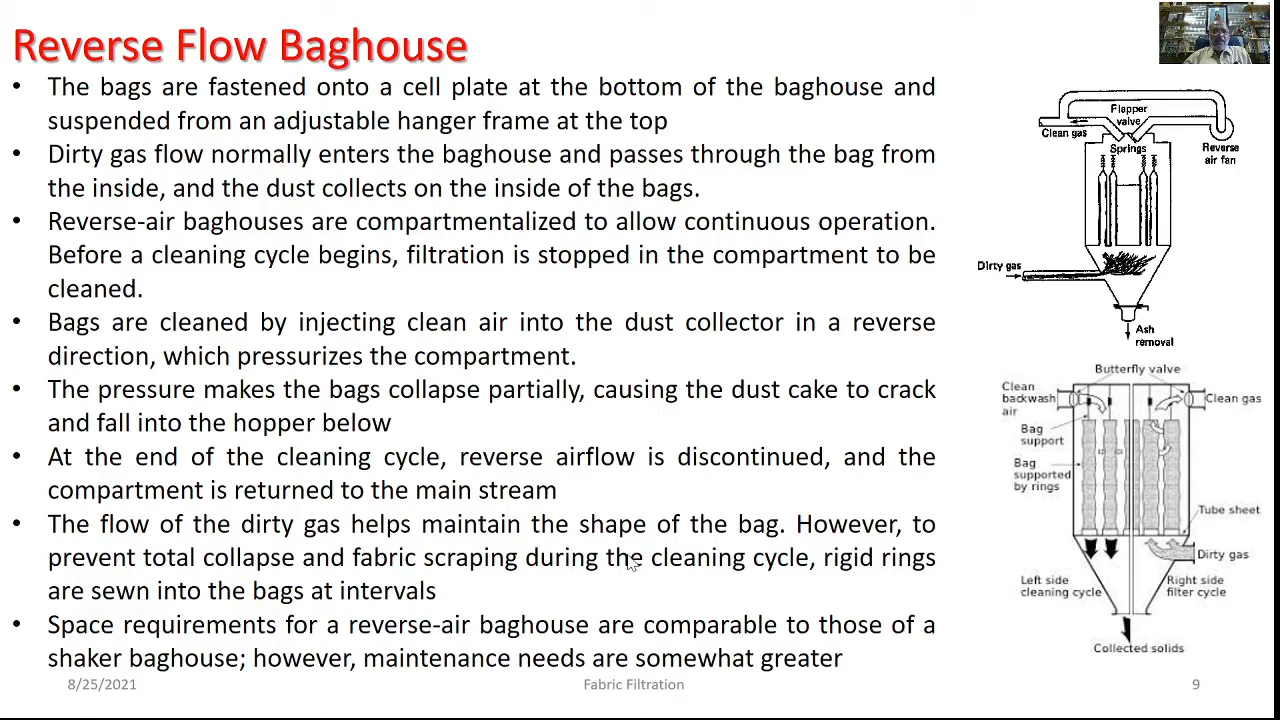 Reverse Flow Baghouse
• The bags are fastened onto a cell plate at the bottom of the baghouse and
suspended from an adjustable hanger frame at the top
• Dirty gas flow normally enters the baghouse and passes through the bag from
the inside, and the dust collects on the inside of the bags.
• Reverse-air baghouses are compartmentalized to allow continuous operation.
Before a cleaning cycle begins, filtration is stopped in the compartment to be
cleaned.
• Bags are cleaned by injecting clean air into the dust collector in a reverse
direction, which pressurizes the compartment.
• The pressure makes the bags collapse partially, causing the dust cake to crack
and fall into the hopper below
• At the end of the cleaning cycle, reverse airflow is discontinued, and the
compartment is returned to the main stream
• The flow of the dirty gas helps maintain the shape of the bag. However, to
prevent total collapse and fabric scraping during the cleaning cycle, rigid rings
are sewn into the bags at intervals
• Space requirements for a reverse-air baghouse are comparable to those of a
shaker baghouse; however, maintenance needs are somewhat greater
Flapper
valve
Clean gas
Springs
Reverse
air fan
Dirty gas
Ash
removal
Butterfly valve
Clean
backwash
air
Clean gas
Bag
support
Bag
supported
by rings
Tube sheet
Dirty gas
Left side
cleaning cycle
Right side
filter cycle
Collected solids
8/25/2021
Fabric Filtration
9